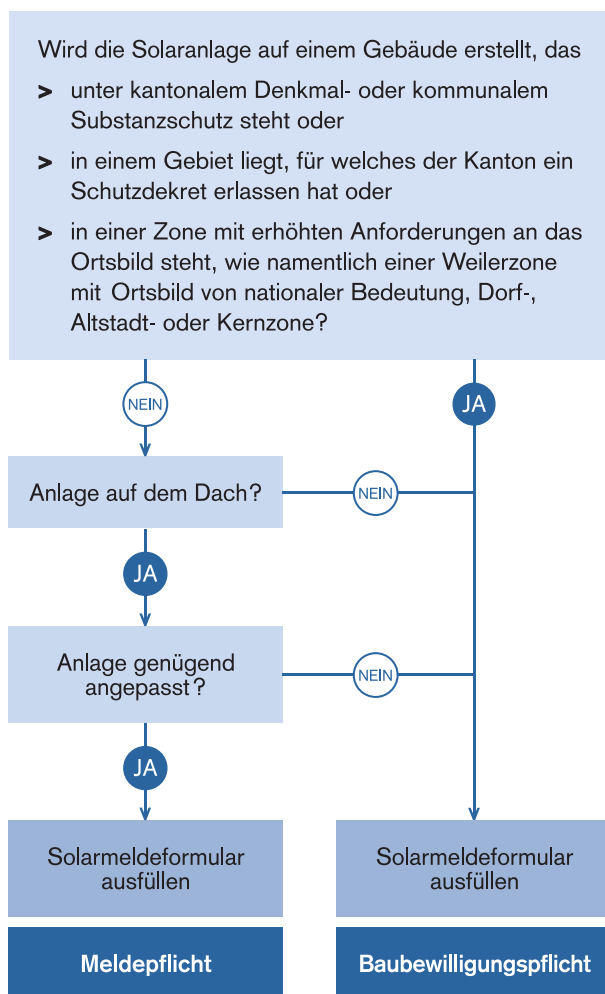 Wird die Solaranlage auf einem Gebäude erstellt, das
> unter kantonalem Denkmal- oder kommunalem
Substanzschutz steht oder
> in einem Gebiet liegt, für welches der Kanton ein
Schutzdekret erlassen hat oder
> in einer Zone mit erhöhten Anforderungen an das
Ortsbild steht, wie namentlich einer Weilerzone
mit Ortsbild von nationaler Bedeutung, Dorf-,
Altstadt- oder Kernzone?
NEIN
JA
Anlage auf dem Dach?
NEIN
JA
Anlage genügend
angepasst?
NEIN
JA
Solarmeldeformular
ausfüllen
Solarmeldeformular
ausfüllen
Meldepflicht
Baubewilligungspflicht